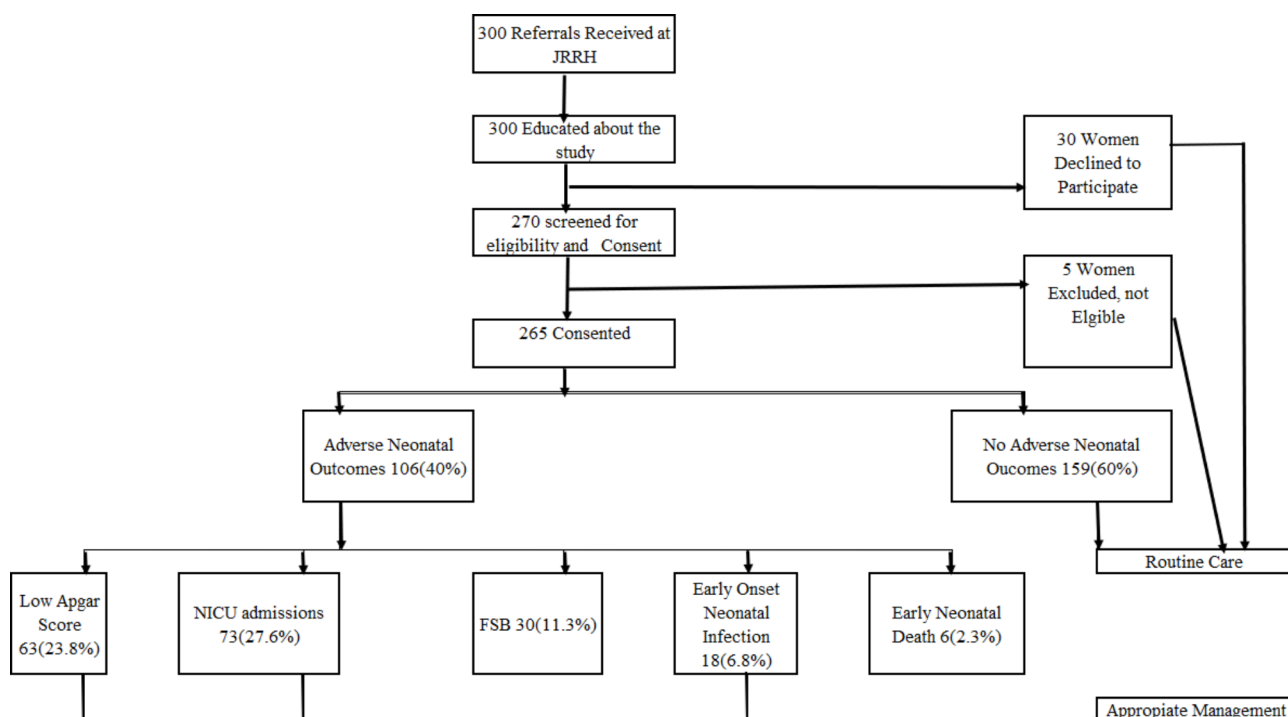 300 Referrals Received at
JRRH
300 Educated about the
study
30 Women
Declined to
Participate
270 screened for
eligibility and Consent
5 Women
Excluded, not
Elgible
265 Consented
Adverse Neonatal
Outcomes 106(40%)
No Adverse Neonatal
Oucomes 159(60%)
Routine Care
Low Apgar
Score
63(23.8%)
NICU admissions
73(27.6%)
FSB 30(11.3%)
Early Onset
Neonatal
Infection
18(6.8%)
Early Neonatal
Death 6(2.3%)
Appropiate Management